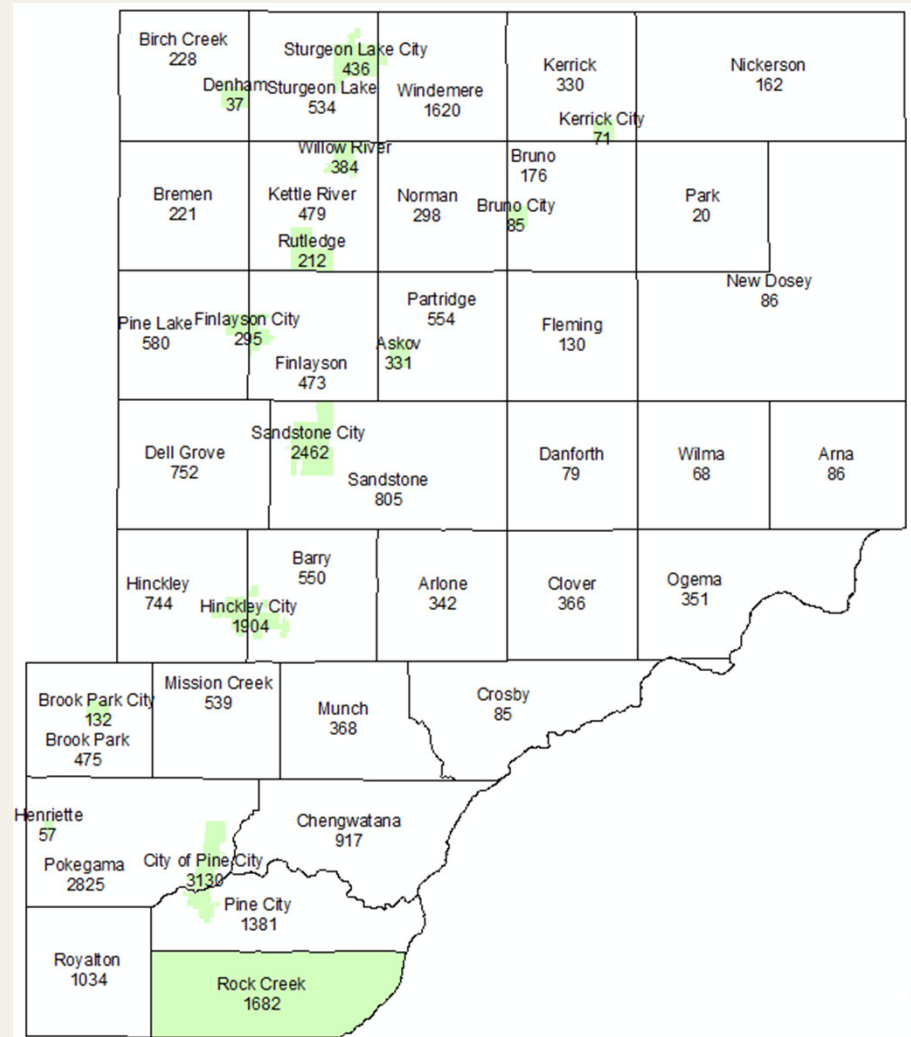 Birch Creek
228
Denham
37
Sturgeon Lake City
436
Sturgeon Lake
534
Windemere
1620
Kerrick
330
Kerrick City
71
Nickerson
162
Bremen
221
Willow River
384
Kettle River
479
Rutledge
212
Norman
298
Bruno
176
Bruno City
85
Park
20
New Dosey
86
Pine Lake
580
Finlayson City
295
Finlayson
473
Partridge
554
Askov
331
Fleming
130
Dell Grove
752
Sandstone City
2462
Sandstone
805
Danforth
79
Wilma
68
Arna
86
Hinckley
744
Hinckley City
1904
Barry
550
Arlone
342
Clover
366
Ogema
351
Brook Park City
132
Brook Park
475
Mission Creek
539
Munch
368
Crosby
85
Henriette
57
Pokegama
2825
City of Pine City
3130
Chengwatana
917
Pine City
1381
Royalton
1034
Rock Creek
1682